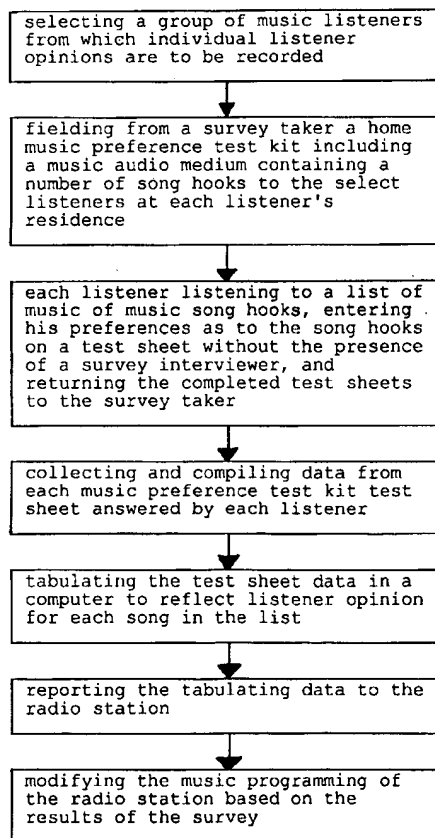 selecting a group of music listeners
from which individual listener
opinions are to be recorded
fielding from a survey taker a home
music preference test kit including
a music audio medium containing a
number of song hooks to the select
listeners at each listener's
residence
each listener listening to a list of
music of music song hooks, entering
his preferences as to the song hooks
on a test sheet without the presence
of a survey interviewer, and
returning the completed test sheets
to the survey taker
collecting and compiling data from
each music preference test kit test
sheet answered by each listener
tabulating the test sheet data in a
computer to reflect listener opinion
for each song in the list
reporting the tabulating data to the
radio station
modifying the music programming of
the radio station based on the
results of the survey